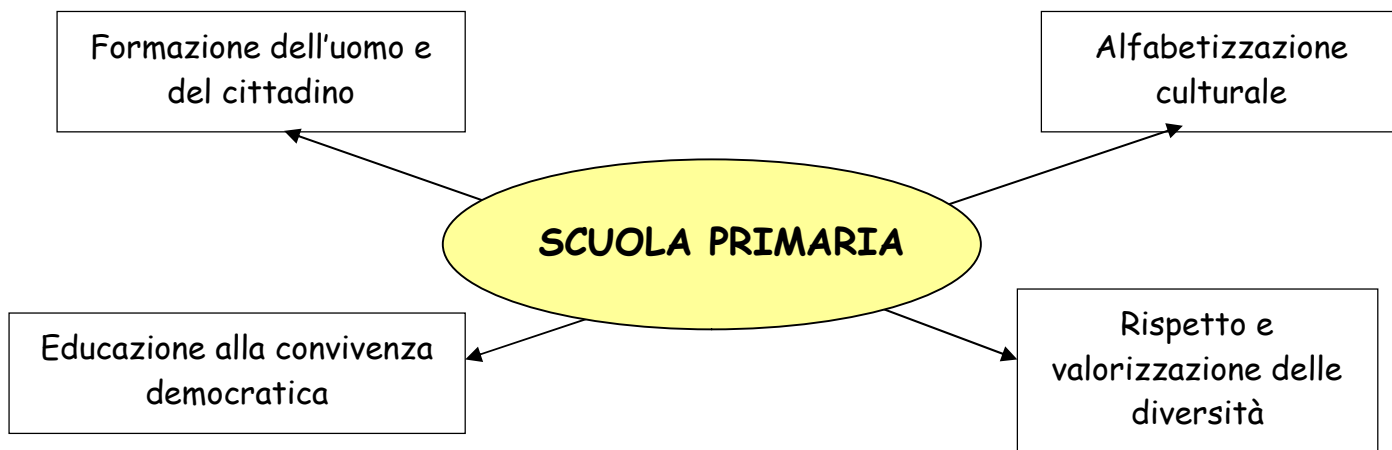 Formazione dell'uomo e
del cittadino
Alfabetizzazione
culturale
SCUOLA PRIMARIA
Educazione alla convivenza
democratica
Rispetto e
valorizzazione delle
diversità